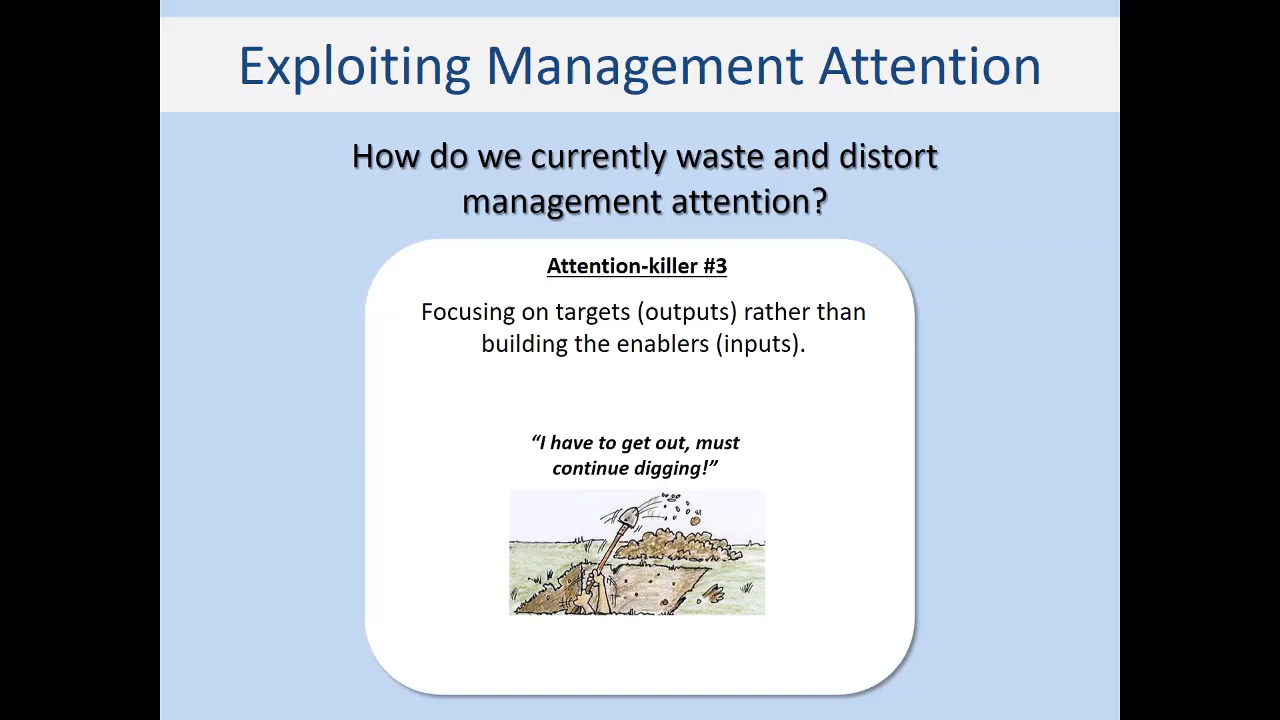 Exploiting Management Attention
How do we currently waste and distort
management attention?
Attention-killer #3
Focusing on targets (outputs) rather than
building the enablers (inputs).
“I have to get out, must
continue digging!”